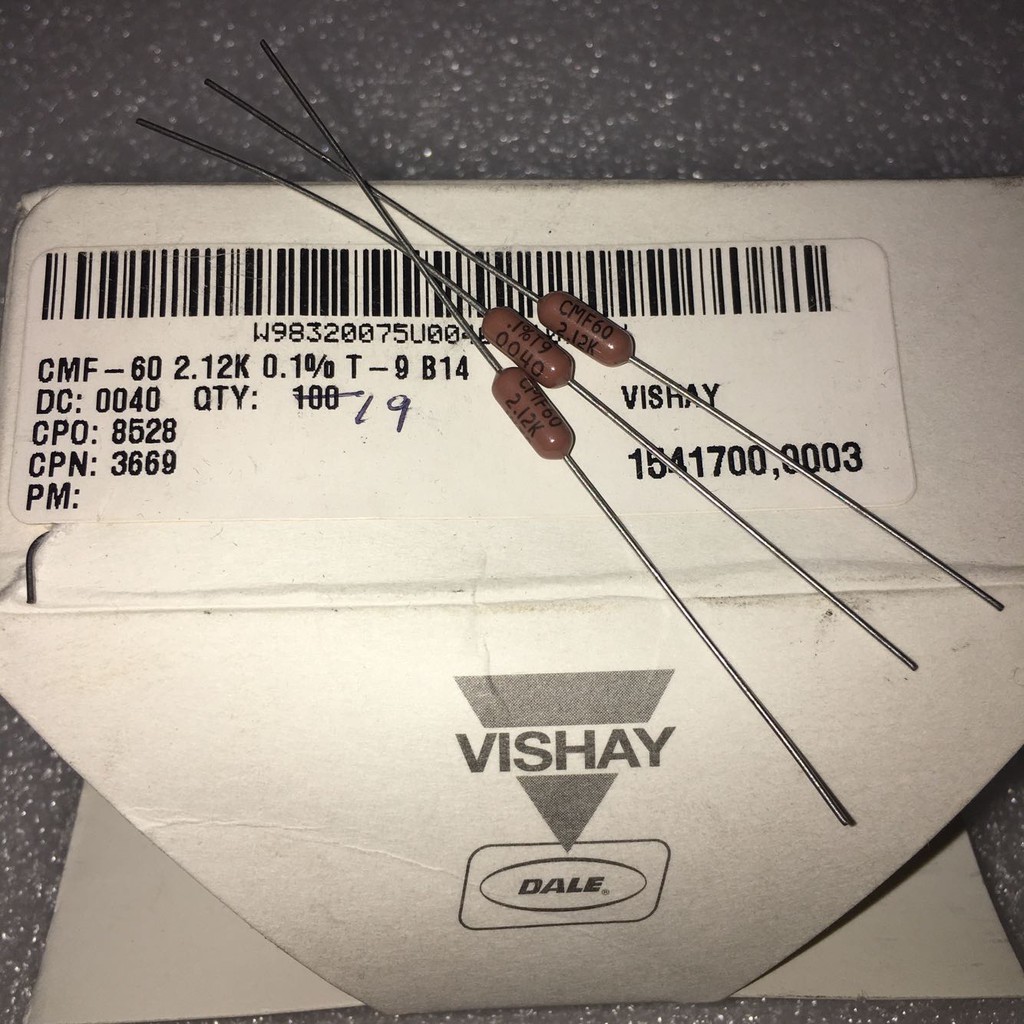 W98320075U00
CMF-60 2.12K 0.1% T-9 B14
DC: 0040 QTY: 100 19
VISHAY
CPO: 8528
CPN: 3669
1541700,0003
PM:
CMF60
2.12K
.1%T9
0040
CMF60
2.12K
VISHAY
DALE®